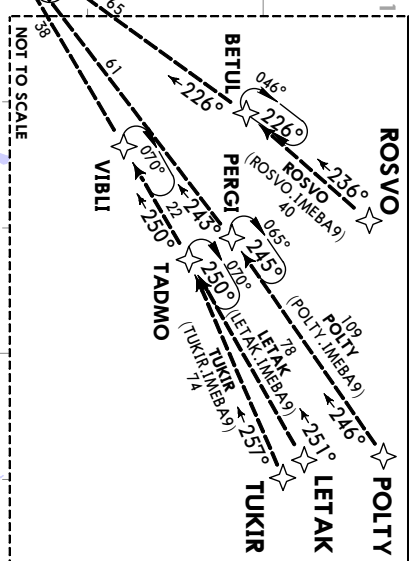 NOT TO SCALE
38
65
61
BETUL
046°
226°
226°
ROSVO
236°
ROSVO
(ROSVO.IMEBA9)
40
VIBLI
070°
22
250°
PERGI
065°
245°
243°
TADMO
070°
250°
POLTY
246°
109
POLTY
(POLTY.IMEBA9)
78
LETAK
(LETAK.IMEBA9)
251°
LETAK
TUKIR
(TUKIR.IMEBA9)
74
257°
TUKIR